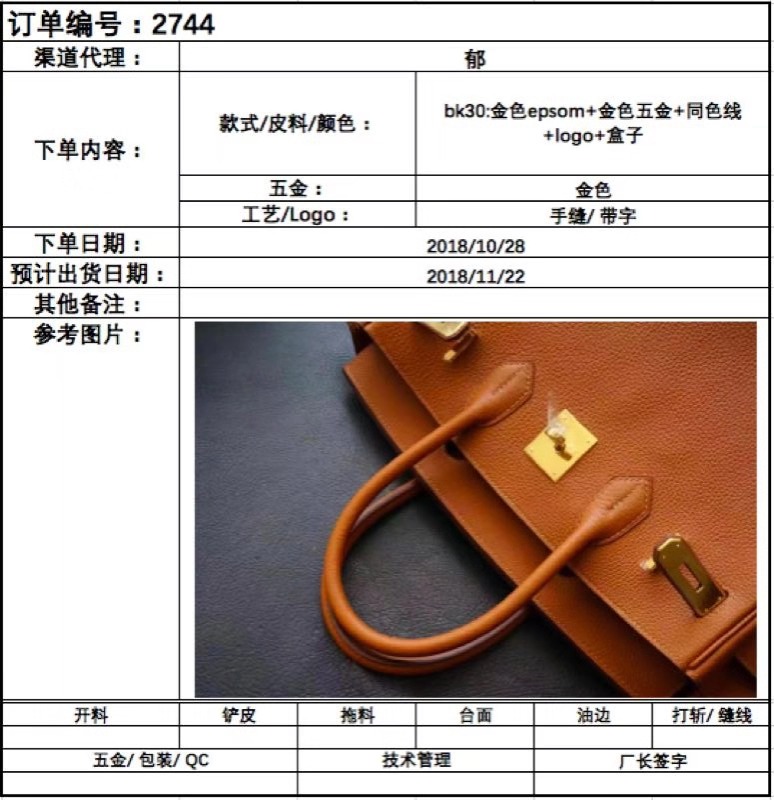 订单编号：2744
渠道代理：
郁
下单内容：
款式/皮料/颜色：
bk30:金色epsom+金色五金+同色线
+logo+盒子
五金：
金色
工艺/Logo：
手缝/ 带字
下单日期：
2018/10/28
预计出货日期：
2018/11/22
其他备注：
参考图片：
开料
铲皮
拖料
台面
油边
打斩/ 缝线
五金/ 包装/ QC
技术管理
厂长签字